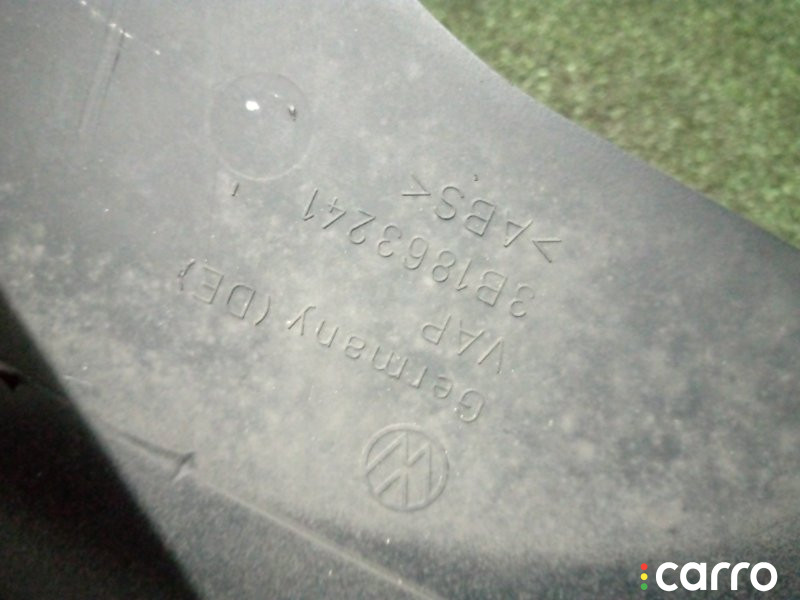 Germany (DE)
VAP
3B1863241
>ABS<
carro